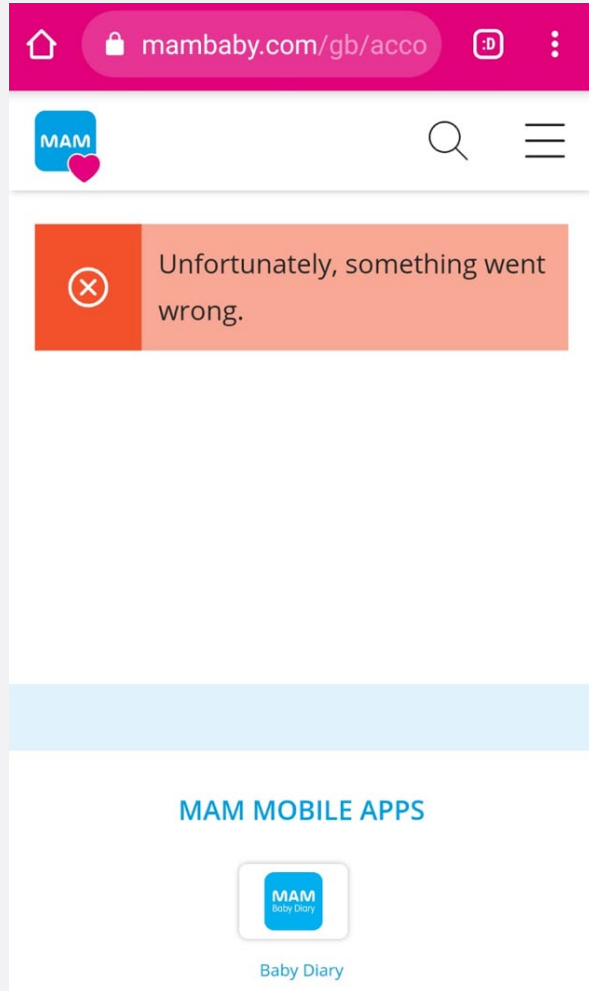 mambaby.com/gb/acco
:D
MAM
Unfortunately, something went
wrong.
MAM MOBILE APPS
MAM
Baby Diary
Baby Diary